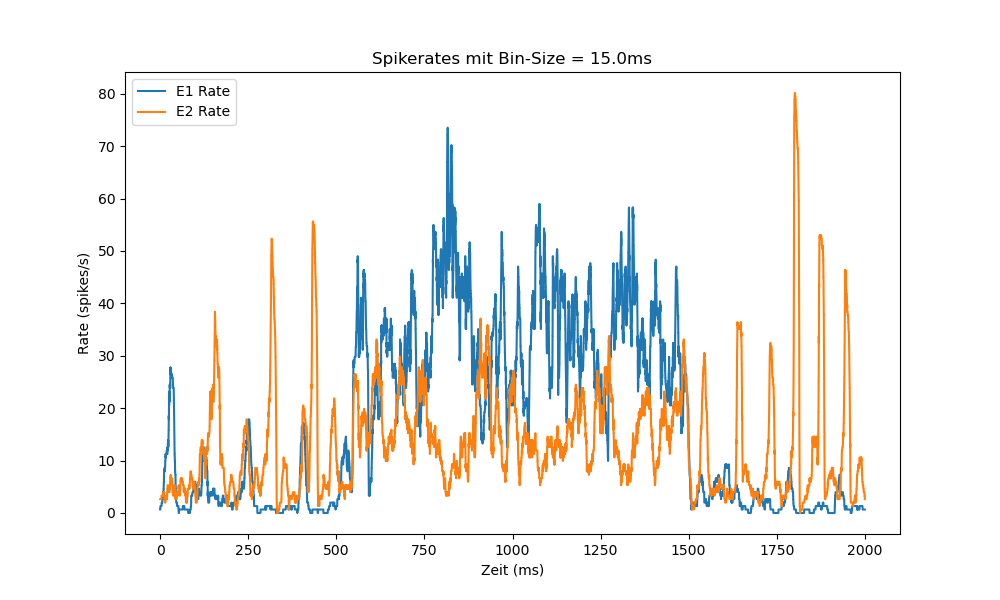 Spikerates mit Bin-Size = 15.0ms
E1 Rate
E2 Rate
Rate (spikes/s)
80
70
60
50
40
30
20
10
0
0 250 500 750 1000 1250 1500 1750 2000
Zeit (ms)